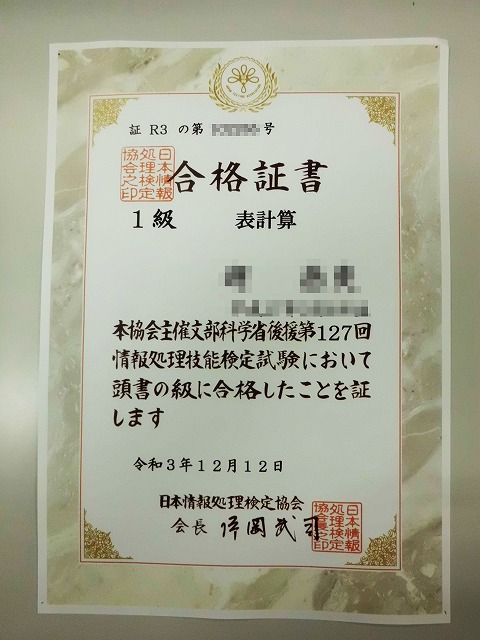 証 R3 の第 号
日本情報
処理検定
協会之印
合格証書
1級 表計算
本協会主催文部科学省後援第127回
情報処理技能検定試験において
頭書の級に合格したことを証
します
令和3年12月12日
日本情報処理検定協会
会長
日本情報
処理検定
協会長之印